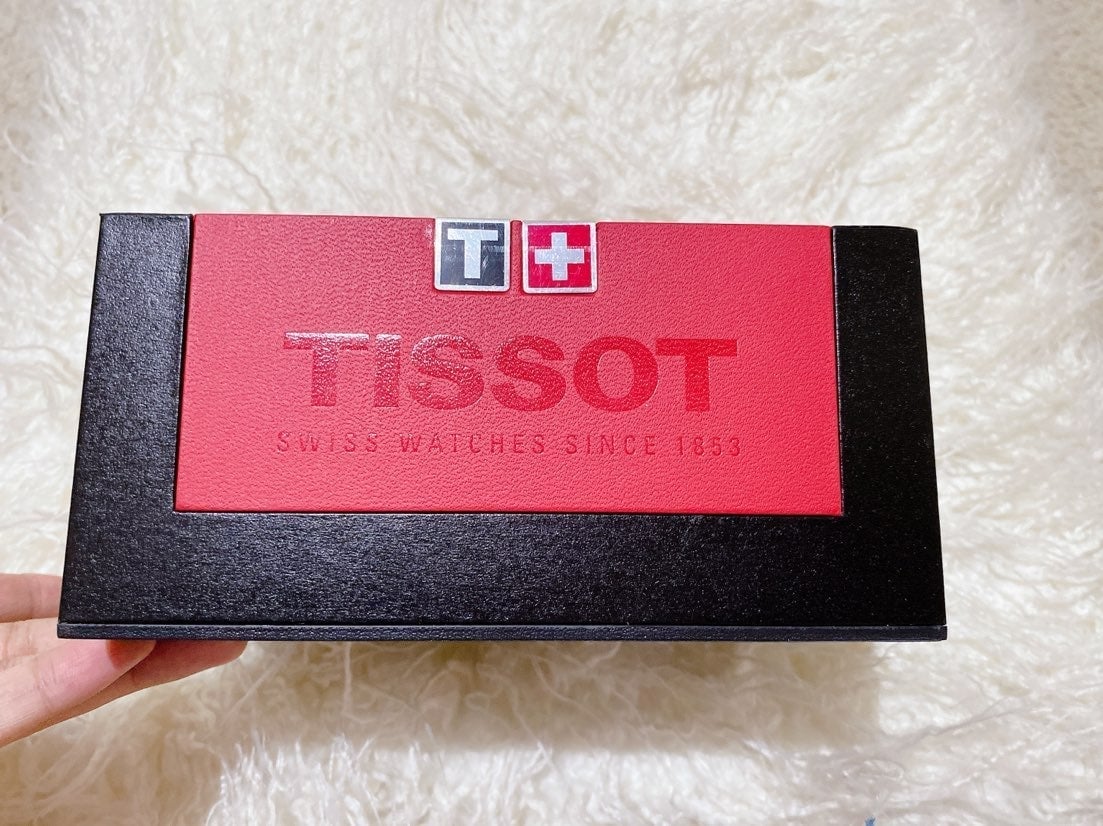 T+
TISSOT
SWISS WATCHES SINCE 1853